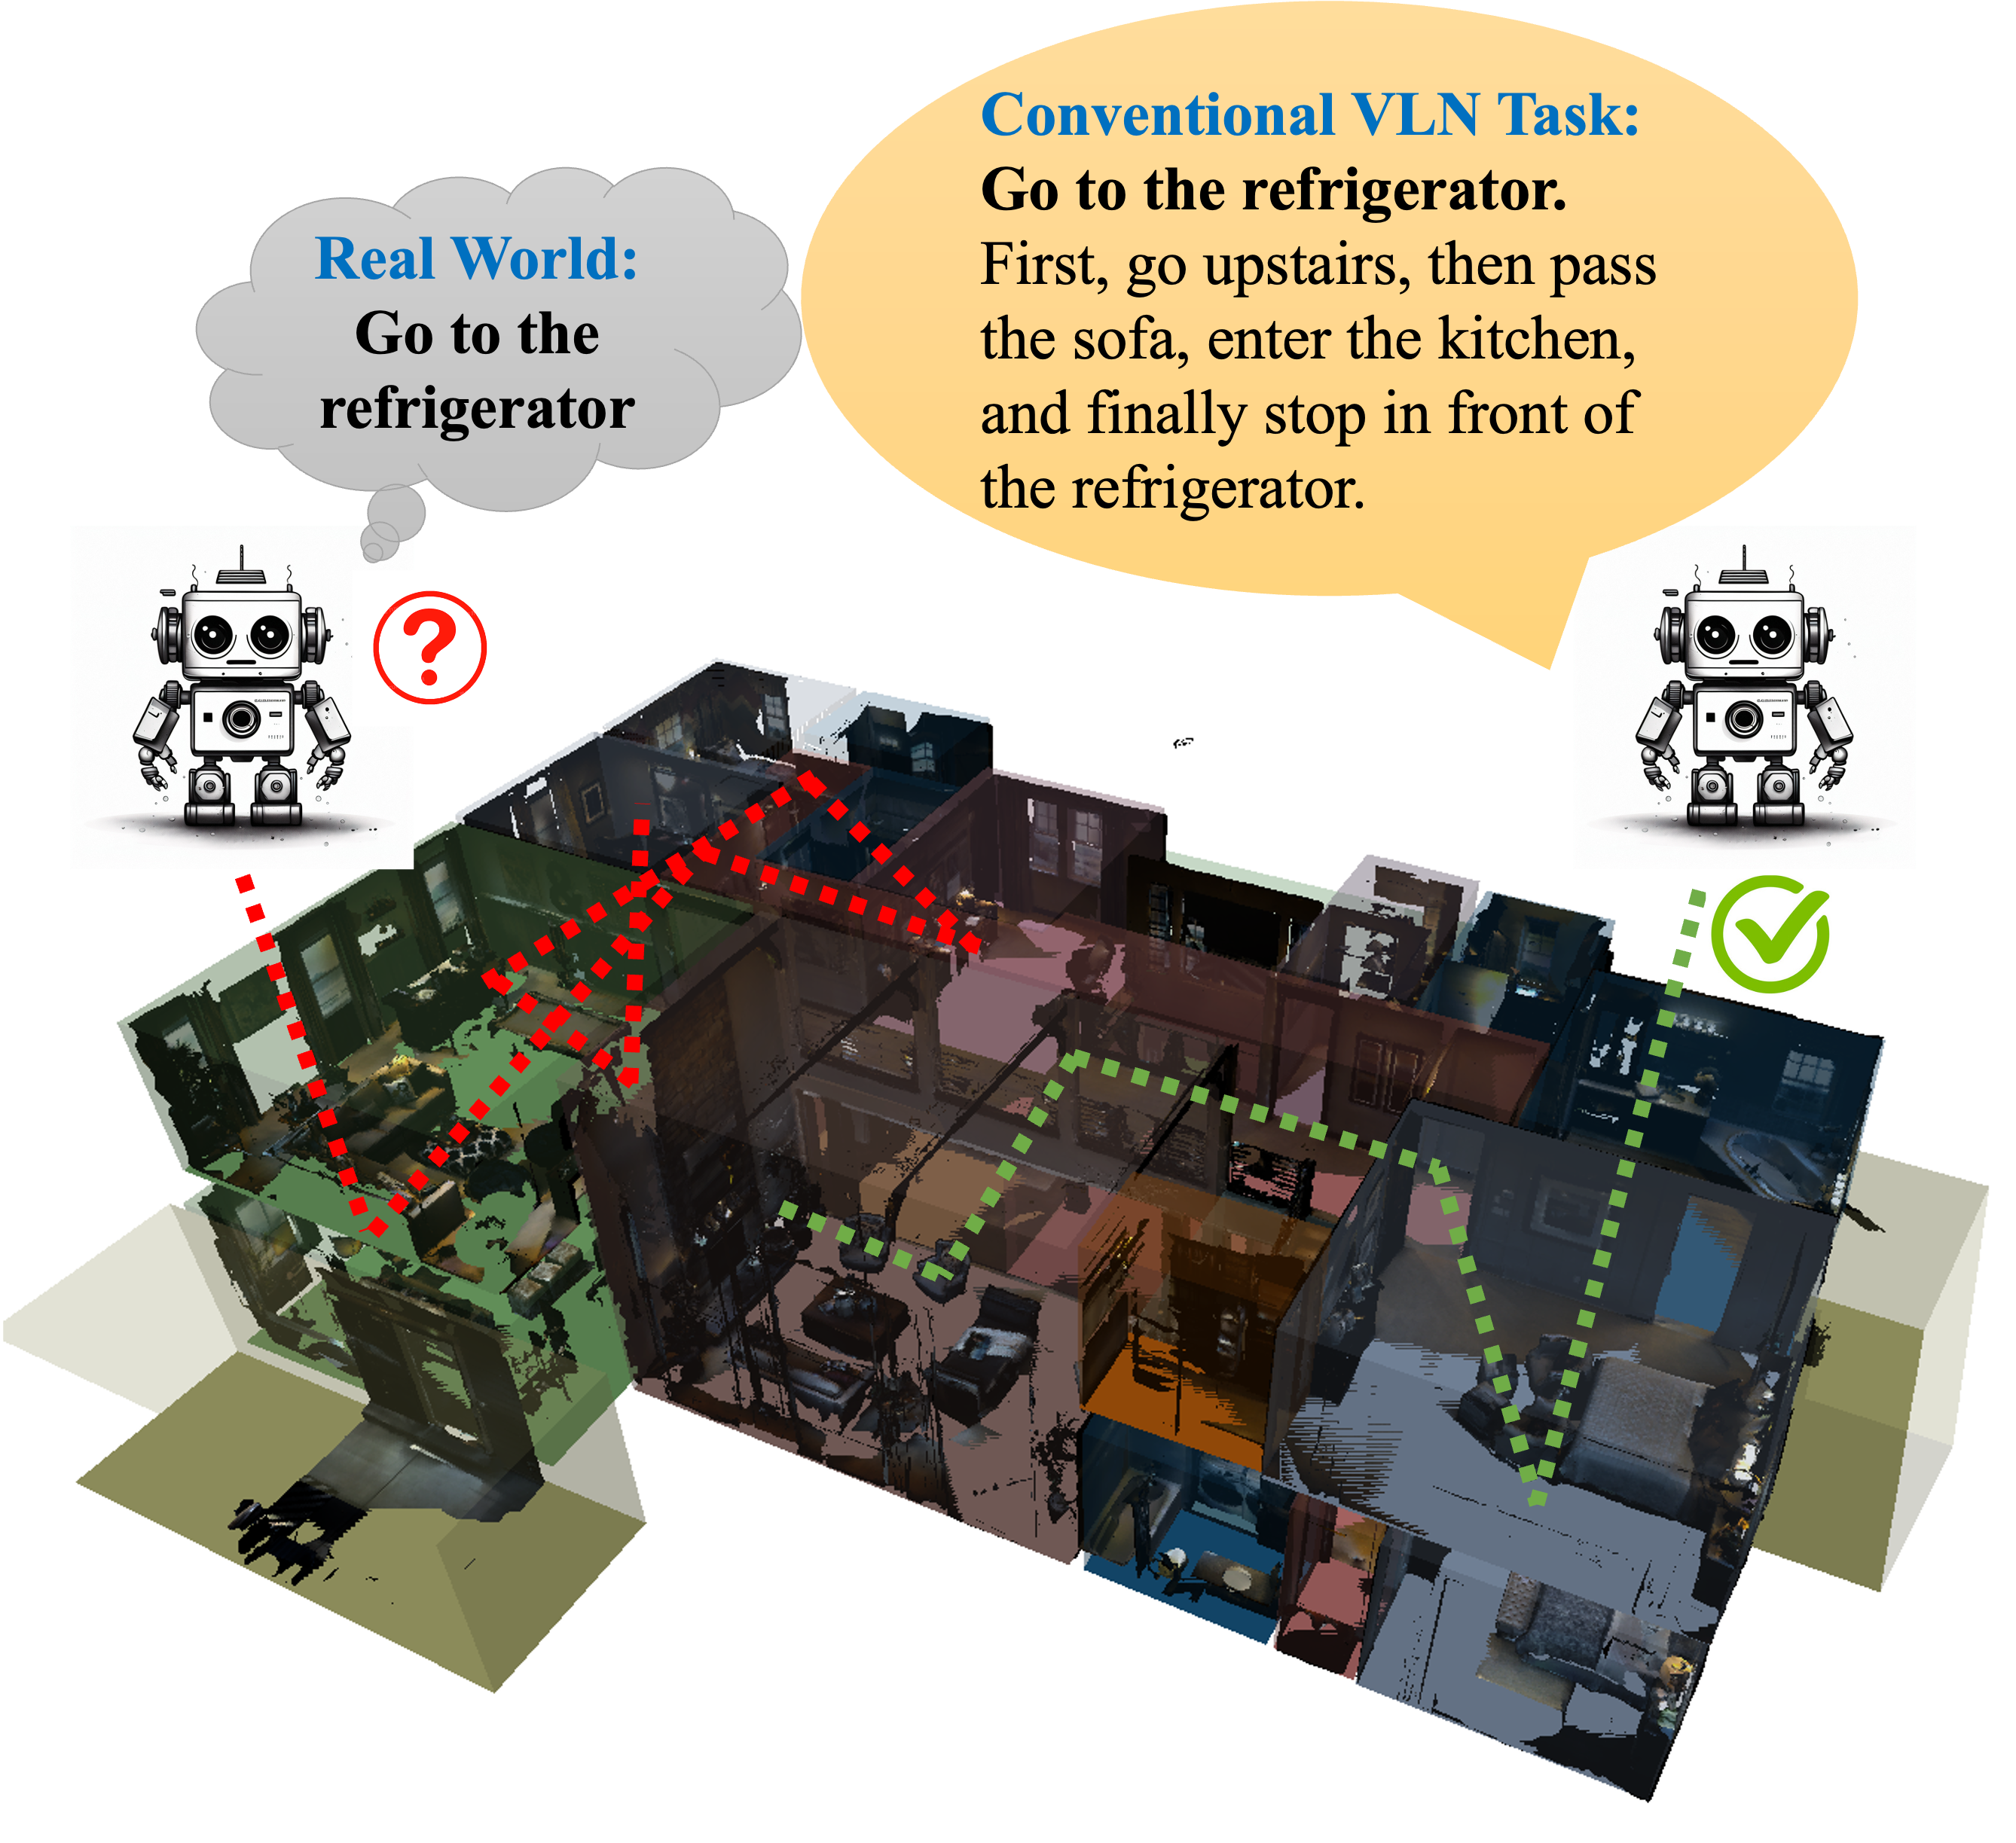 Real World:
Go to the
refrigerator
Conventional VLN Task:
Go to the refrigerator.
First, go upstairs, then pass
the sofa, enter the kitchen,
and finally stop in front of
the refrigerator.
?